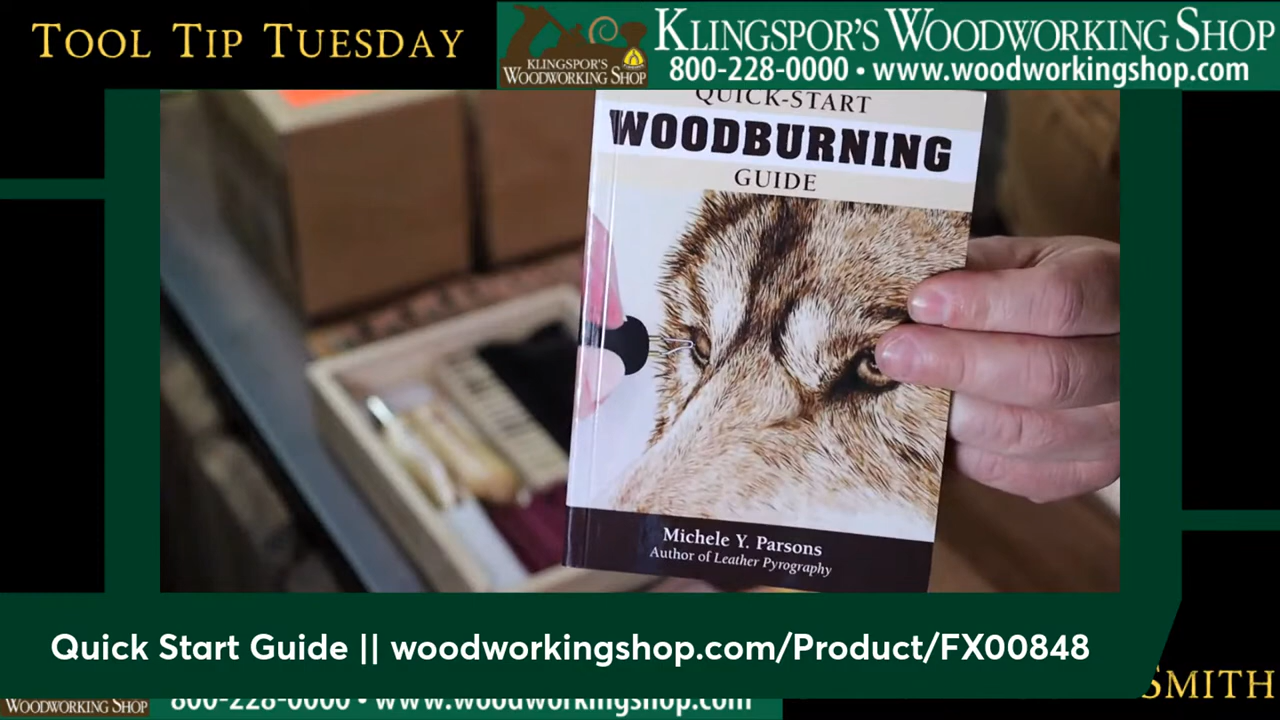 TOOL TIP TUESDAY
KLINGSPOR'S
WOODWORKING SHOP
KLINGSPOR'S WOODWORKING SHOP
800-228-0000 • www.woodworkingshop.com
QUICK-START
WOODBURNING
GUIDE
Michele Y. Parsons
Author of Leather Pyrography
Quick Start Guide || woodworkingshop.com/Product/FX00848
SMITH
WOODWORKING SHOP
800-228-0000 • www.woodworkingshop.com